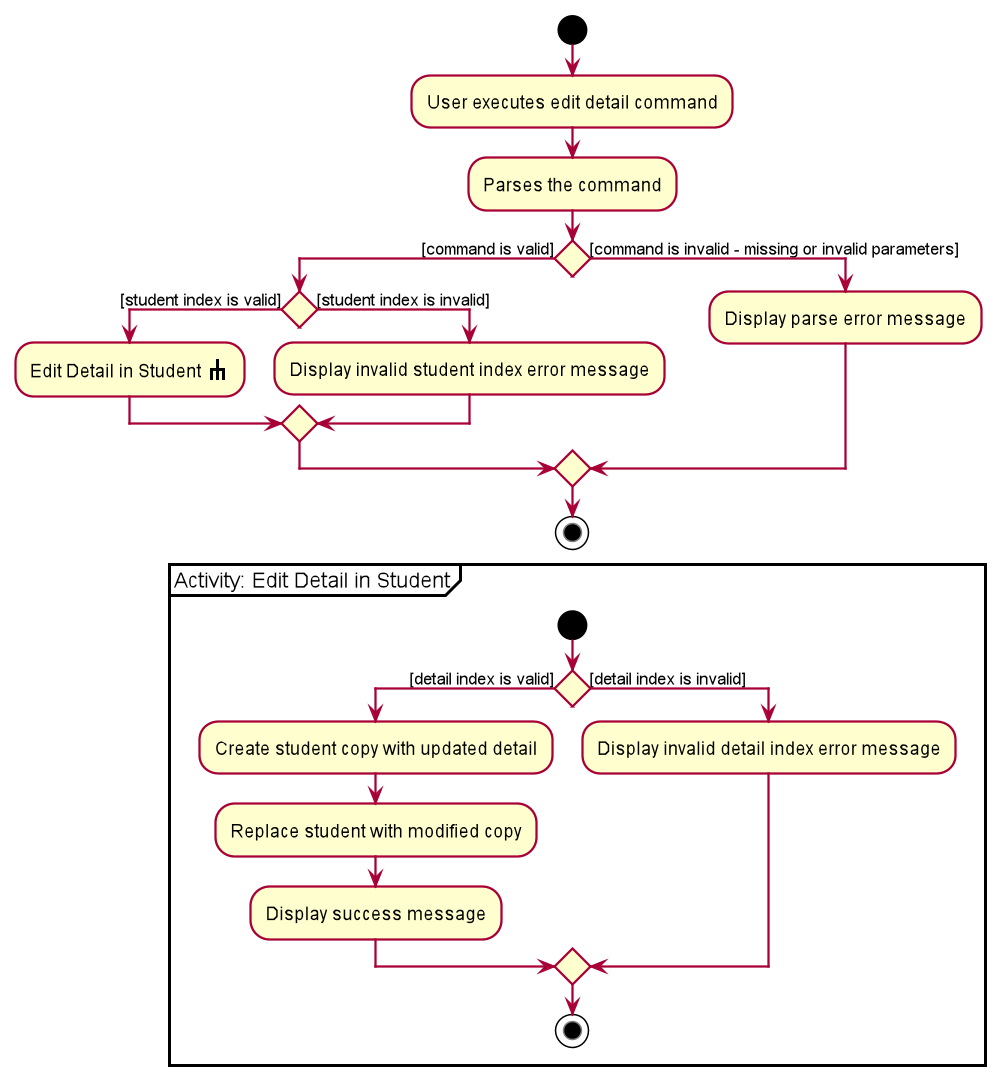 User executes edit detail command
Parses the command
[command is valid]
[command is invalid - missing or invalid parameters]
[student index is valid]
[student index is invalid]
Display parse error message
Edit Detail in Student
Display invalid student index error message
Activity: Edit Detail in Student
[detail index is valid]
[detail index is invalid]
Create student copy with updated detail
Display invalid detail index error message
Replace student with modified copy
Display success message